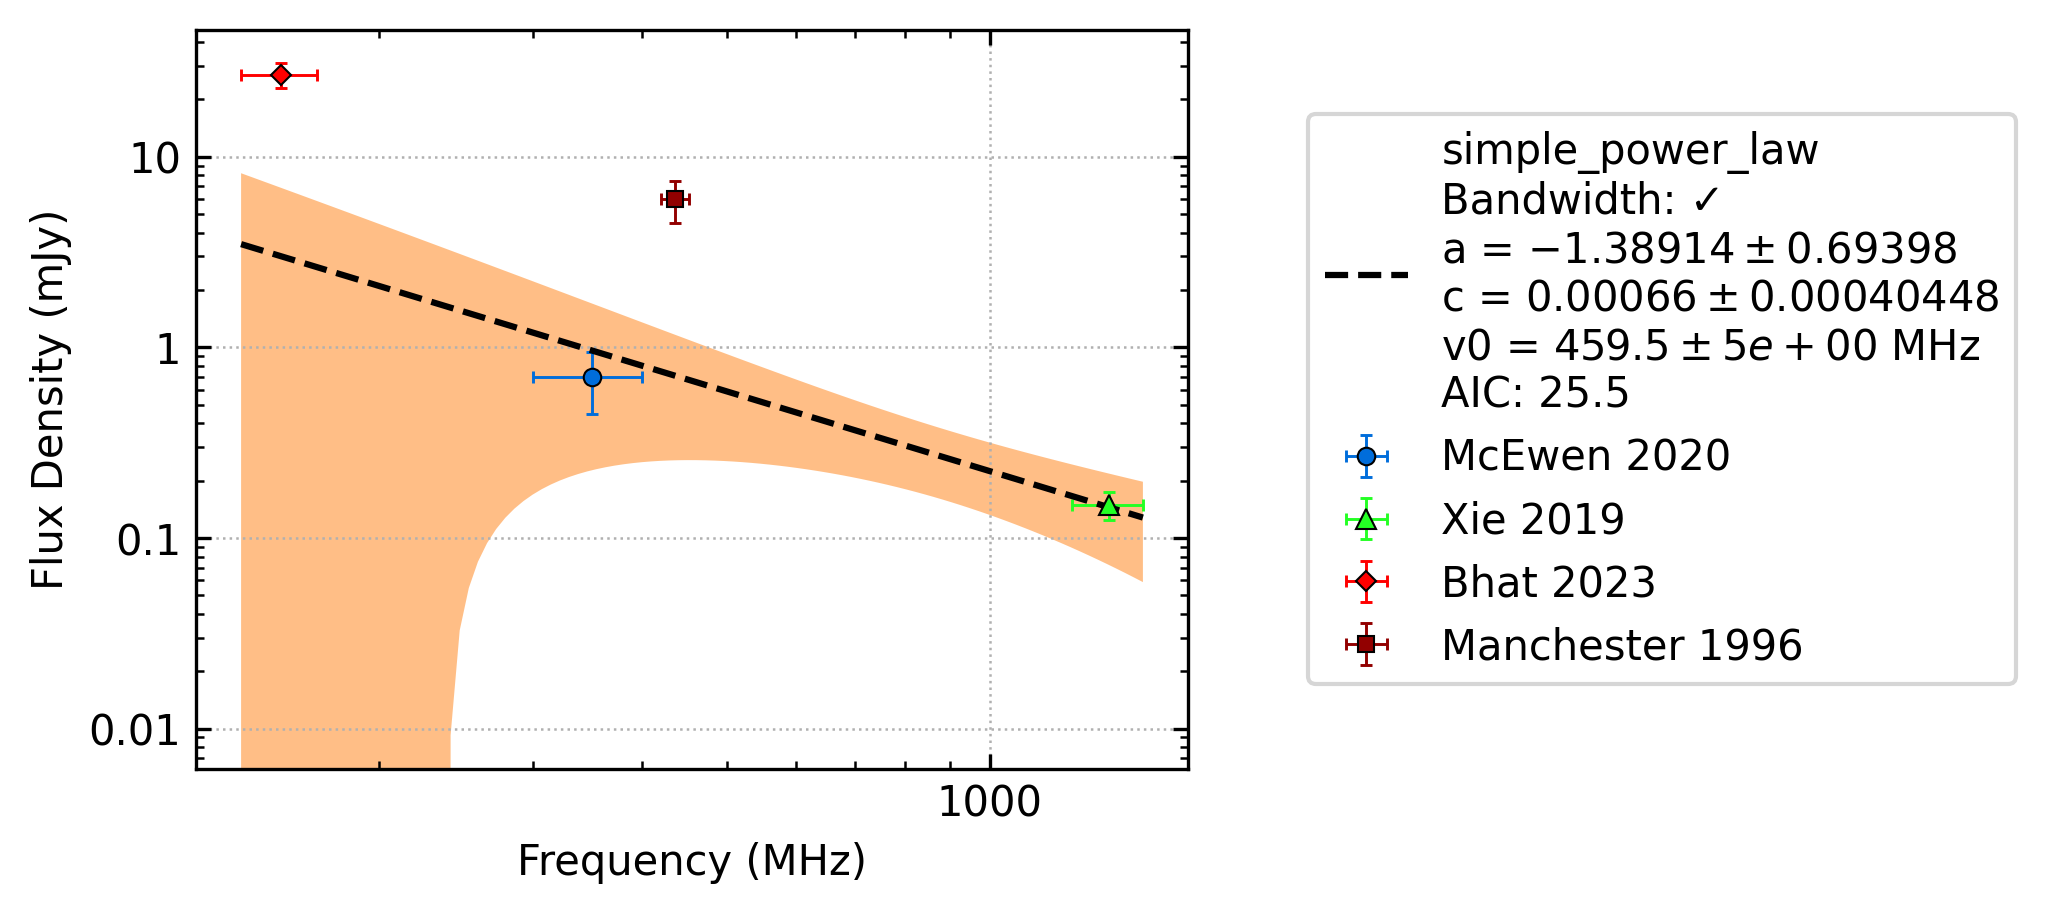 10
1
0.1
0.01
1000
Flux Density (mJy)
Frequency (MHz)
simple_power_law
Bandwidth: ✓
a = −1.38914 ± 0.69398
c = 0.00066 ± 0.00040448
v0 = 459.5 ± 5e + 00 MHz
AIC: 25.5
McEwen 2020
Xie 2019
Bhat 2023
Manchester 1996